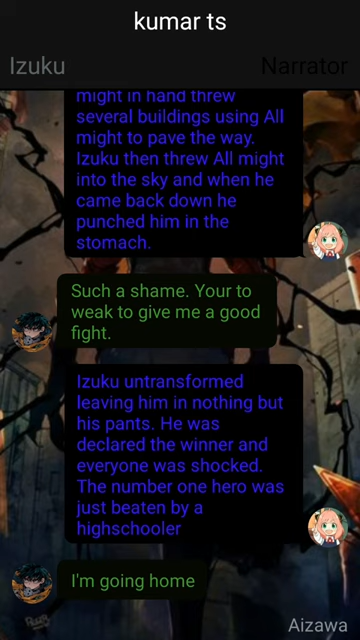 kumar ts
Izuku
Narrator
might in hand threw
several buildings using All
might to pave the way.
Izuku then threw All might
into the sky and when he
came back down he
punched him in the
stomach.
Such a shame. Your to
weak to give me a good
fight.
Izuku untransformed
leaving him in nothing but
his pants. He was
declared the winner and
everyone was shocked.
The number one hero was
just beaten by a
highschooler
I'm going home
Aizawa